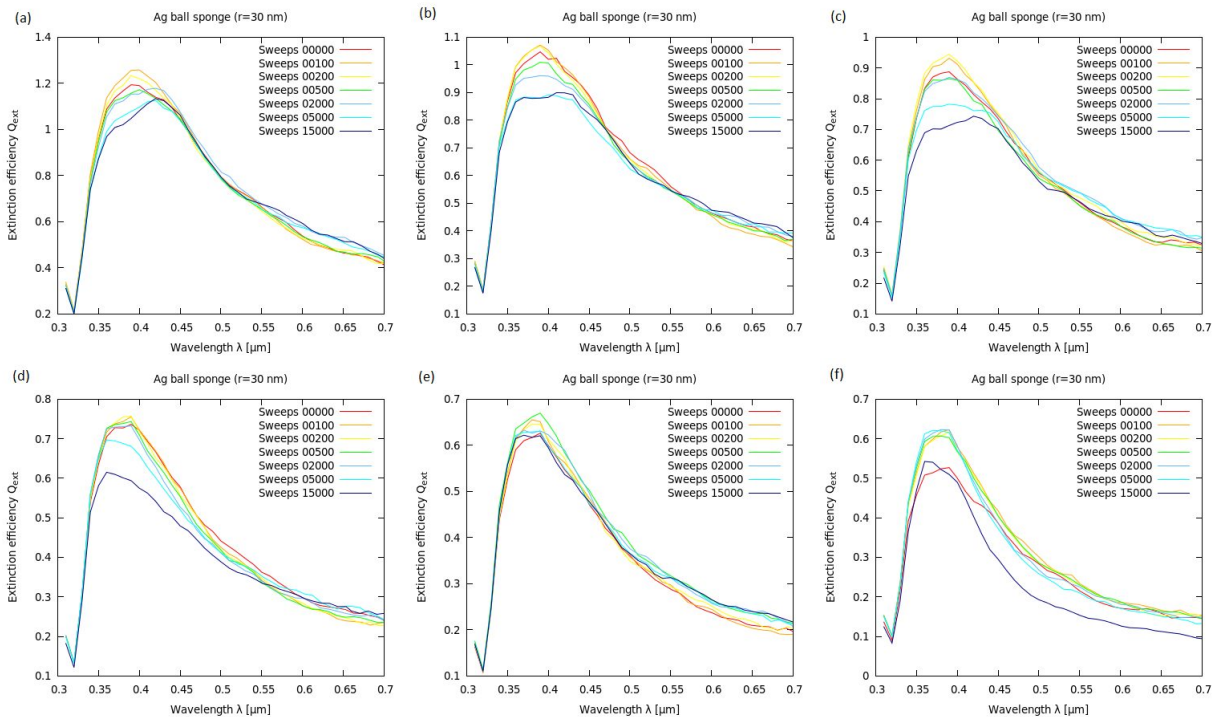 (a)
Ag ball sponge (r=30 nm)
Extinction efficiency Qext
1.4
1.2
1
0.8
0.6
0.4
0.2
Sweeps 00000
Sweeps 00100
Sweeps 00200
Sweeps 00500
Sweeps 02000
Sweeps 05000
Sweeps 15000
0.3 0.35 0.4 0.45 0.5 0.55 0.6 0.65 0.7
Wavelength λ [μm]
(b)
Ag ball sponge (r=30 nm)
Extinction efficiency Qext
1.1
1
0.9
0.8
0.7
0.6
0.5
0.4
0.3
0.2
0.1
Sweeps 00000
Sweeps 00100
Sweeps 00200
Sweeps 00500
Sweeps 02000
Sweeps 05000
Sweeps 15000
0.3 0.35 0.4 0.45 0.5 0.55 0.6 0.65 0.7
Wavelength λ [μm]
(c)
Ag ball sponge (r=30 nm)
Extinction efficiency Qext
1
0.9
0.8
0.7
0.6
0.5
0.4
0.3
0.2
0.1
Sweeps 00000
Sweeps 00100
Sweeps 00200
Sweeps 00500
Sweeps 02000
Sweeps 05000
Sweeps 15000
0.3 0.35 0.4 0.45 0.5 0.55 0.6 0.65 0.7
Wavelength λ [μm]
(d)
Ag ball sponge (r=30 nm)
Extinction efficiency Qext
0.8
0.7
0.6
0.5
0.4
0.3
0.2
0.1
Sweeps 00000
Sweeps 00100
Sweeps 00200
Sweeps 00500
Sweeps 02000
Sweeps 05000
Sweeps 15000
0.3 0.35 0.4 0.45 0.5 0.55 0.6 0.65 0.7
Wavelength λ [μm]
(e)
Ag ball sponge (r=30 nm)
Extinction efficiency Qext
0.7
0.6
0.5
0.4
0.3
0.2
0.1
Sweeps 00000
Sweeps 00100
Sweeps 00200
Sweeps 00500
Sweeps 02000
Sweeps 05000
Sweeps 15000
0.3 0.35 0.4 0.45 0.5 0.55 0.6 0.65 0.7
Wavelength λ [μm]
(f)
Ag ball sponge (r=30 nm)
Extinction efficiency Qext
0.8
0.7
0.6
0.5
0.4
0.3
0.2
0.1
0
Sweeps 00000
Sweeps 00100
Sweeps 00200
Sweeps 00500
Sweeps 02000
Sweeps 05000
Sweeps 15000
0.3 0.35 0.4 0.45 0.5 0.55 0.6 0.65 0.7
Wavelength λ [μm]